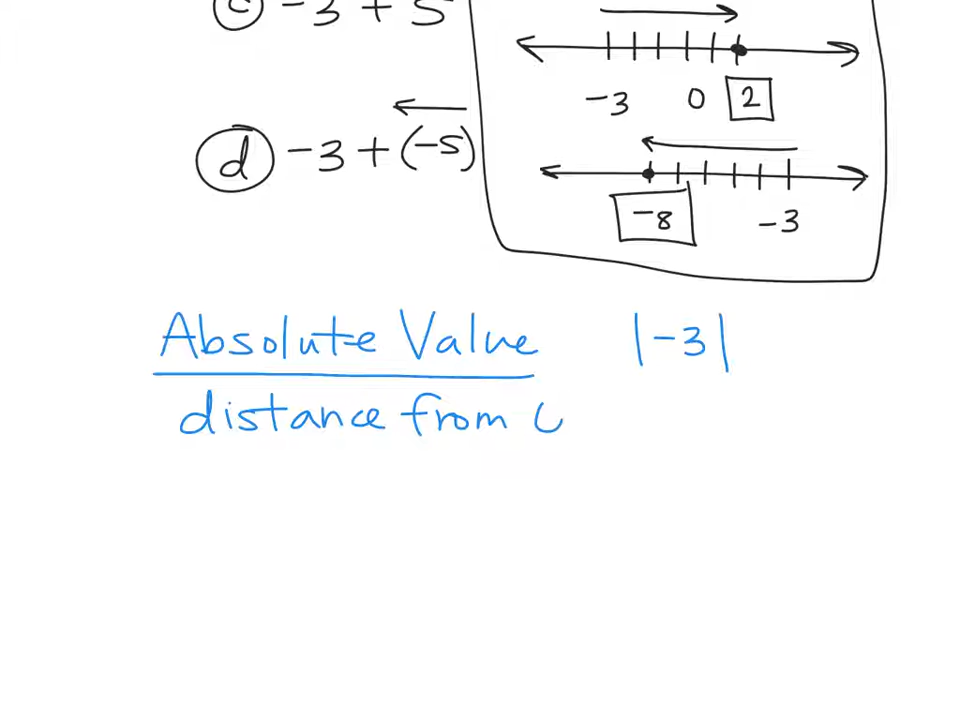 c -3 + 5
-3 0 2
d -3 + (-5)
-8 -3
Absolute Value |-3|
distance from